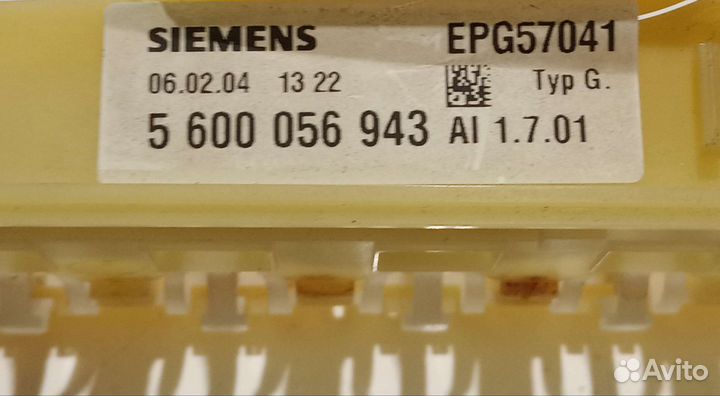 SIEMENS EPG57041
06.02.04 13 22 Typ G.
5 600 056 943 AI 1.7.01
Avito